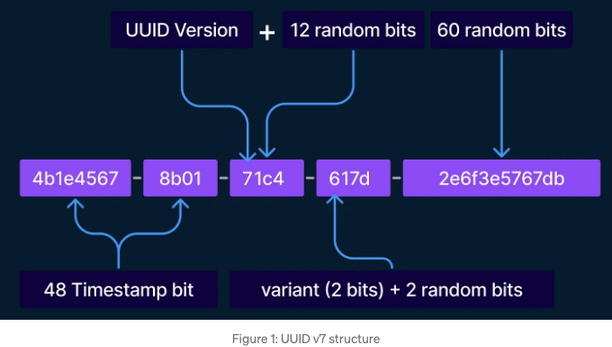 UUID Version + 12 random bits 60 random bits
4b1e4567 - 8b01 - 71c4 - 617d - 2e6f3e5767db
48 Timestamp bit variant (2 bits) + 2 random bits
Figure 1: UUID v7 structure